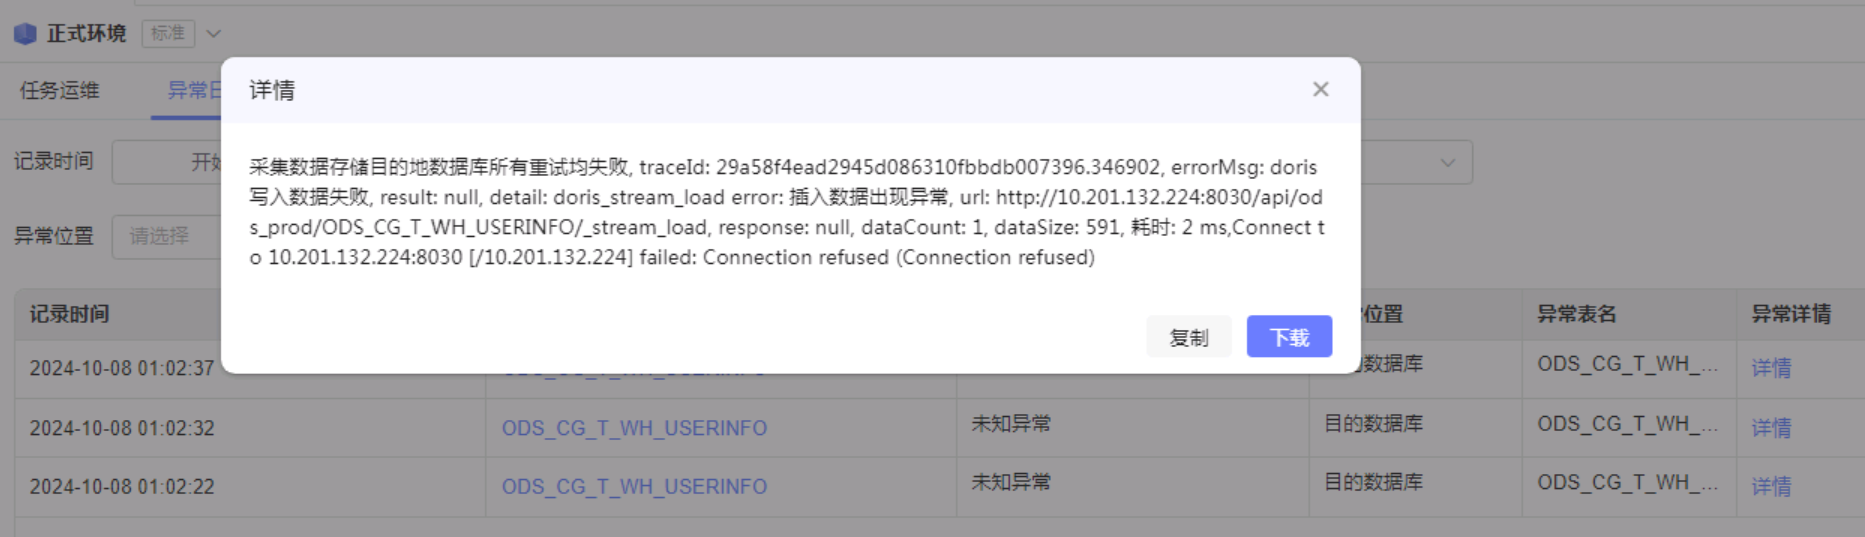 正式环境 标准
任务运维 异常日
详情
记录时间 开始
采集数据存储目的地数据库所有重试均失败, traceId: 29a58f4ead2945d086310fbbdb007396.346902, errorMsg: doris
写入数据失败, result: null, detail: doris_stream_load error: 插入数据出现异常, url: http://10.201.132.224:8030/api/od
s_prod/ODS_CG_T_WH_USERINFO/_stream_load, response: null, dataCount: 1, dataSize: 591, 耗时: 2 ms,Connect t
o 10.201.132.224:8030 [/10.201.132.224] failed: Connection refused (Connection refused)
异常位置 请选择
复制 下载
记录时间 位置 异常表名 异常详情
2024-10-08 01:02:37 数据库 ODS_CG_T_WH_... 详情
2024-10-08 01:02:32 ODS_CG_T_WH_USERINFO 未知异常 目的数据库 ODS_CG_T_WH_... 详情
2024-10-08 01:02:22 ODS_CG_T_WH_USERINFO 未知异常 目的数据库 ODS_CG_T_WH_... 详情